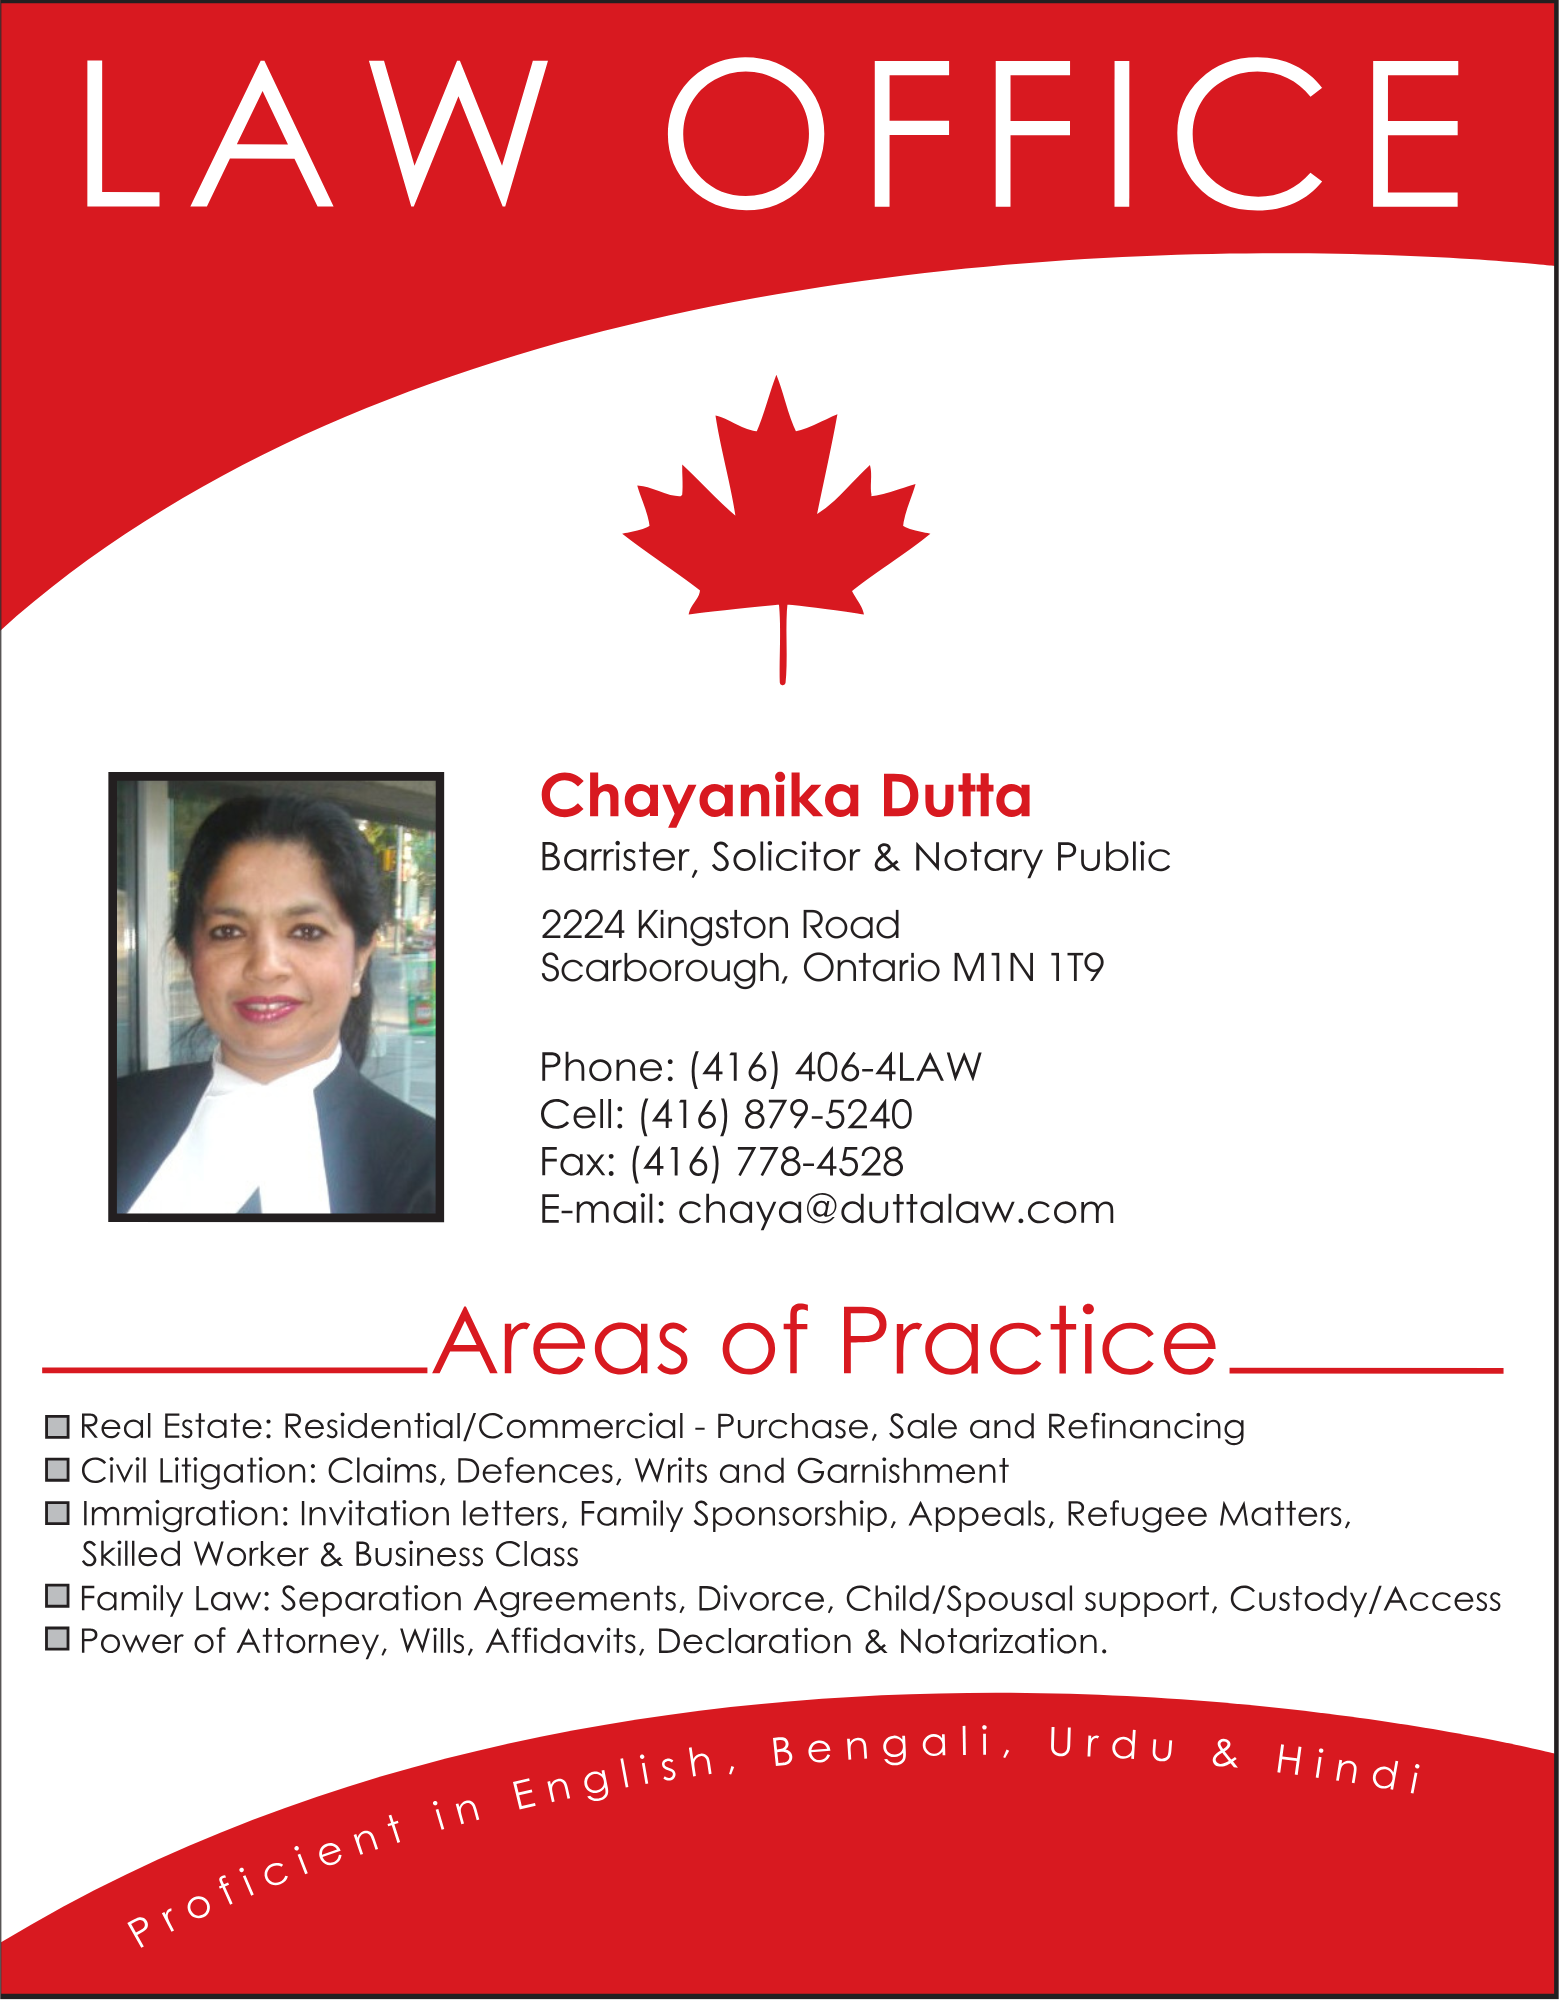 LAW OFFICE
Chayanika Dutta
Barrister, Solicitor & Notary Public
2224 Kingston Road
Scarborough, Ontario M1N 1T9
Phone: (416) 406-4LAW
Cell: (416) 879-5240
Fax: (416) 778-4528
E-mail: chaya@duttalaw.com
Areas of Practice
Real Estate: Residential/Commercial - Purchase, Sale and Refinancing
Civil Litigation: Claims, Defences, Writs and Garnishment
Immigration: Invitation letters, Family Sponsorship, Appeals, Refugee Matters,
Skilled Worker & Business Class
Family Law: Separation Agreements, Divorce, Child/Spousal support, Custody/Access
Power of Attorney, Wills, Affidavits, Declaration & Notarization.
Proficient in English, Bengali, Urdu & Hindi